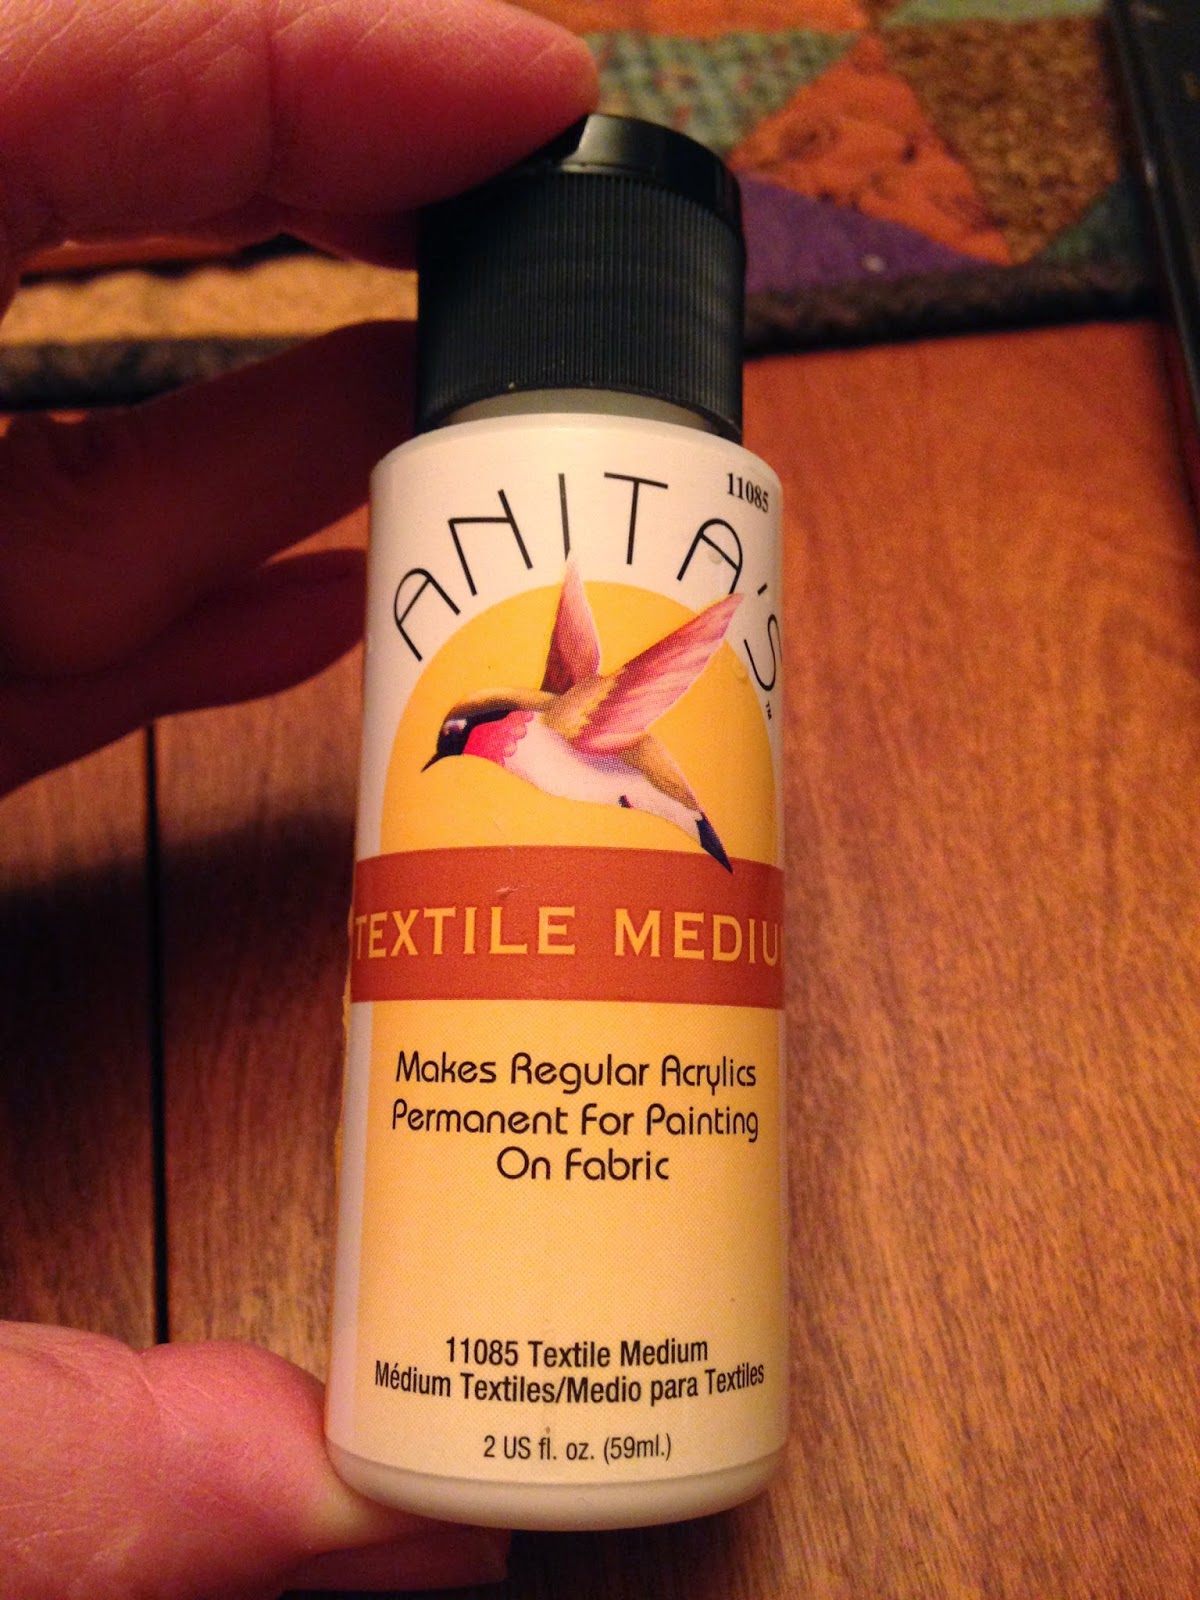 11085
ANITA'S™
TEXTILE MEDIU
Makes Regular Acrylics
Permanent For Painting
On Fabric
11085 Textile Medium
Médium Textiles/Medio para Textiles
2 US fl. oz. (59ml.)